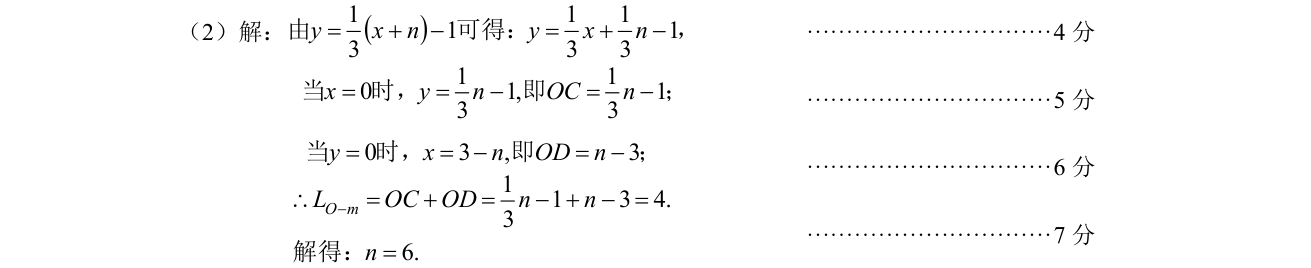 （2）解：由y=1/3(x+n)-1可得：y=1/3x+1/3n-1， ……………………………4 分
当x=0时，y=1/3n-1,即OC=1/3n-1; ……………………………5 分
当y=0时，x=3-n,即OD=n-3; ……………………………6 分
∴L_{O-m}=OC+OD=1/3n-1+n-3=4.
……………………………7 分
解得：n=6.